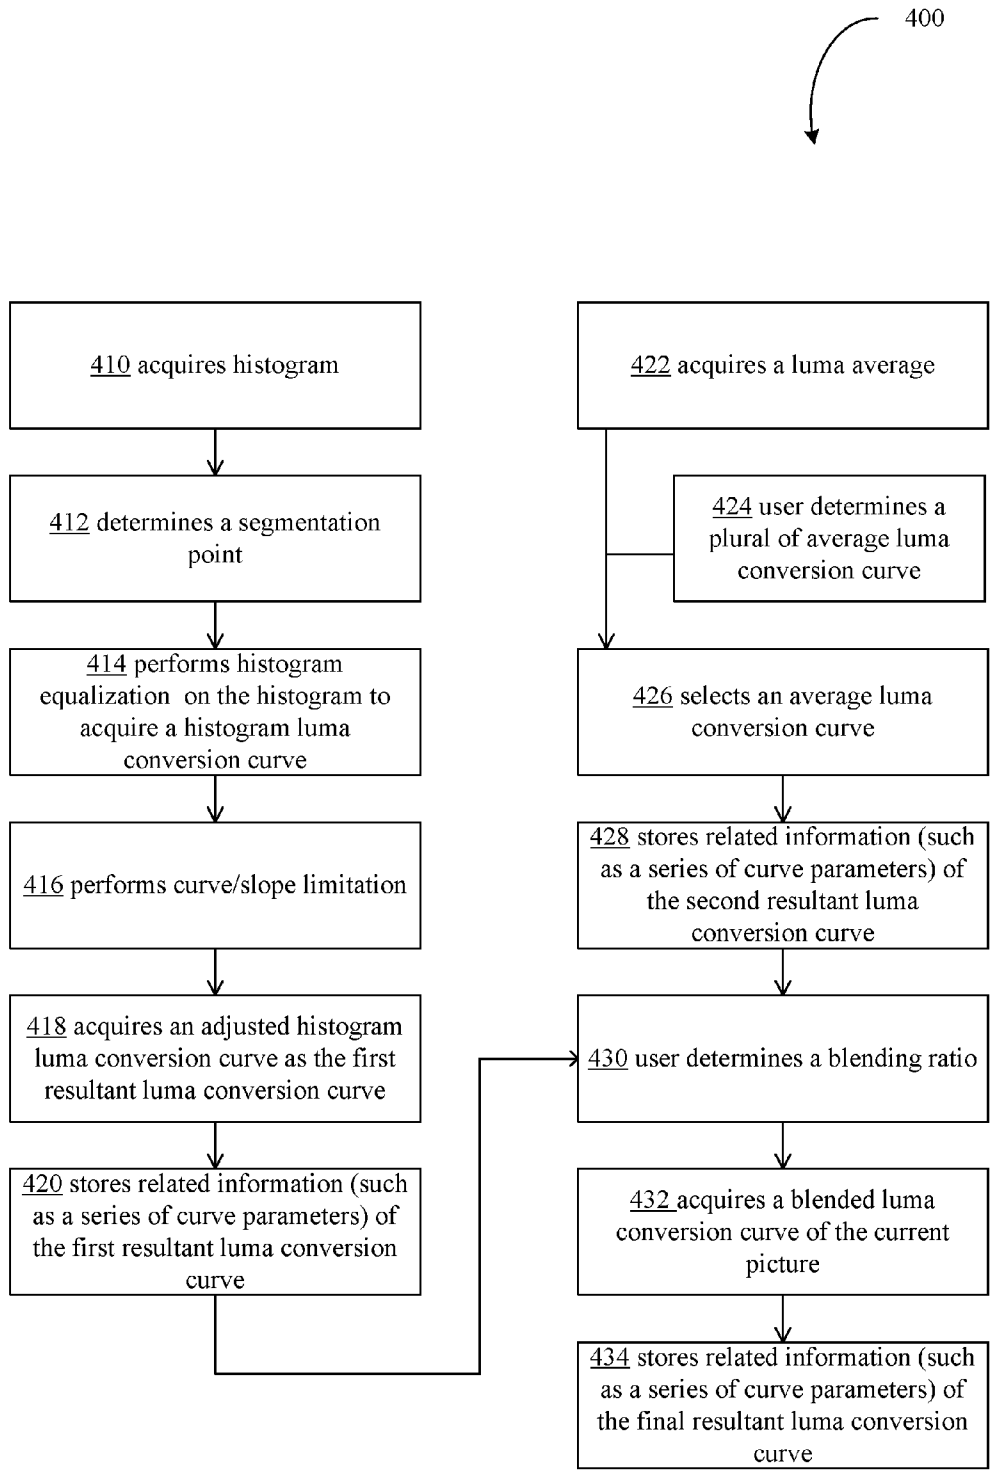 400
410 acquires histogram
412 determines a segmentation
point
414 performs histogram
equalization on the histogram to
acquire a histogram luma
conversion curve
416 performs curve/slope limitation
418 acquires an adjusted histogram
luma conversion curve as the first
resultant luma conversion curve
420 stores related information (such
as a series of curve parameters) of
the first resultant luma conversion
curve
422 acquires a luma average
424 user determines a
plural of average luma
conversion curve
426 selects an average luma
conversion curve
428 stores related information (such
as a series of curve parameters) of
the second resultant luma
conversion curve
430 user determines a blending ratio
432 acquires a blended luma
conversion curve of the current
picture
434 stores related information (such
as a series of curve parameters) of
the final resultant luma conversion
curve